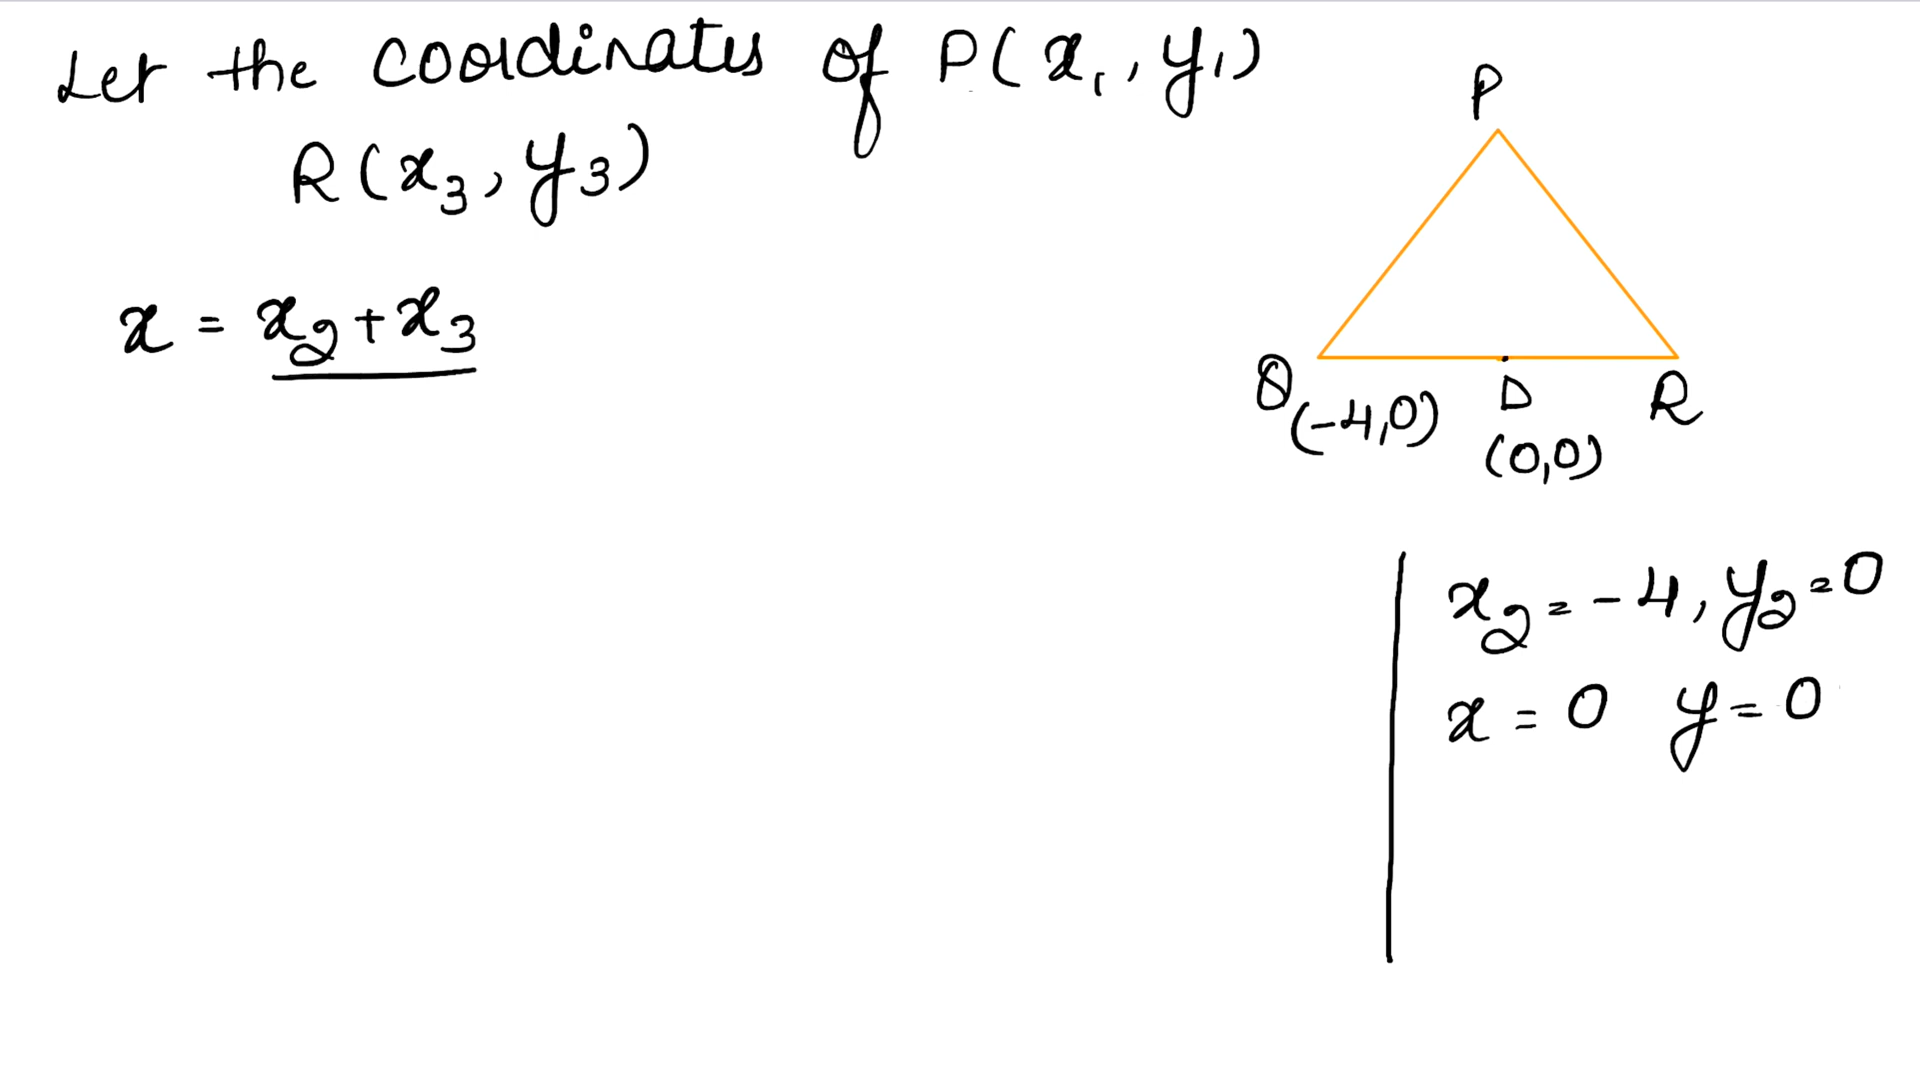 Let the coordinates of P(x₁, y₁)
R(x₃, y₃)
x = x₂+x₃
P
Q
(-4,0)
D
(0,0)
R
x₂ = -4, y₂ = 0
x = 0 y = 0